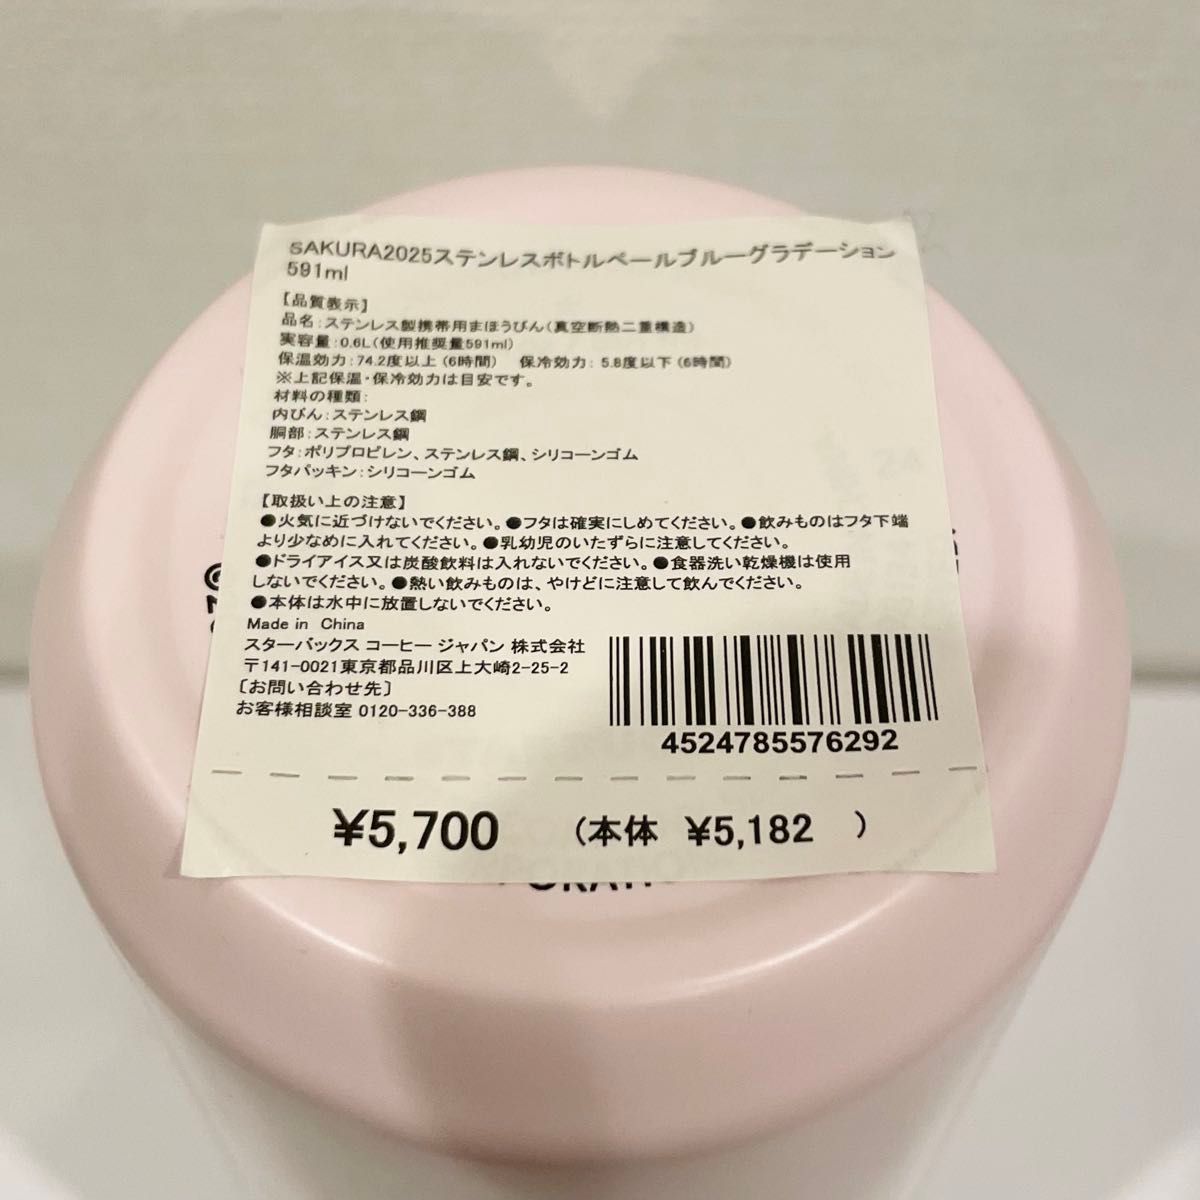 SAKURA2025ステンレスボトルペールブルーグラデーション
591ml
【品質表示】
品名:ステンレス製携帯用まほうびん(真空断熱二重構造)
実容量:0.6L(使用推奨量591ml)
保温効力:74.2度以上(6時間) 保冷効力: 5.8度以下(6時間)
※上記保温・保冷効力は目安です。
材料の種類:
内びん:ステンレス鋼
胴部:ステンレス鋼
フタ:ポリプロピレン、ステンレス鋼、シリコーンゴム
フタパッキン:シリコーンゴム
【取扱い上の注意】
●火気に近づけないでください。●フタは確実にしめてください。●飲みものはフタ下端
より少なめに入れてください。●乳幼児のいたずらに注意してください。
●ドライアイス又は炭酸飲料は入れないでください。●食器洗い乾燥機は使用
しないでください。●熱い飲みものは、やけどに注意して飲んでください。
●本体は水中に放置しないでください。
Made in China
スターバックス コーヒー ジャパン 株式会社
〒141-0021東京都品川区上大崎2-25-2
〔お問い合わせ先〕
お客様相談室 0120-336-388
4524785576292
¥5,700 (本体 ¥5,182 )